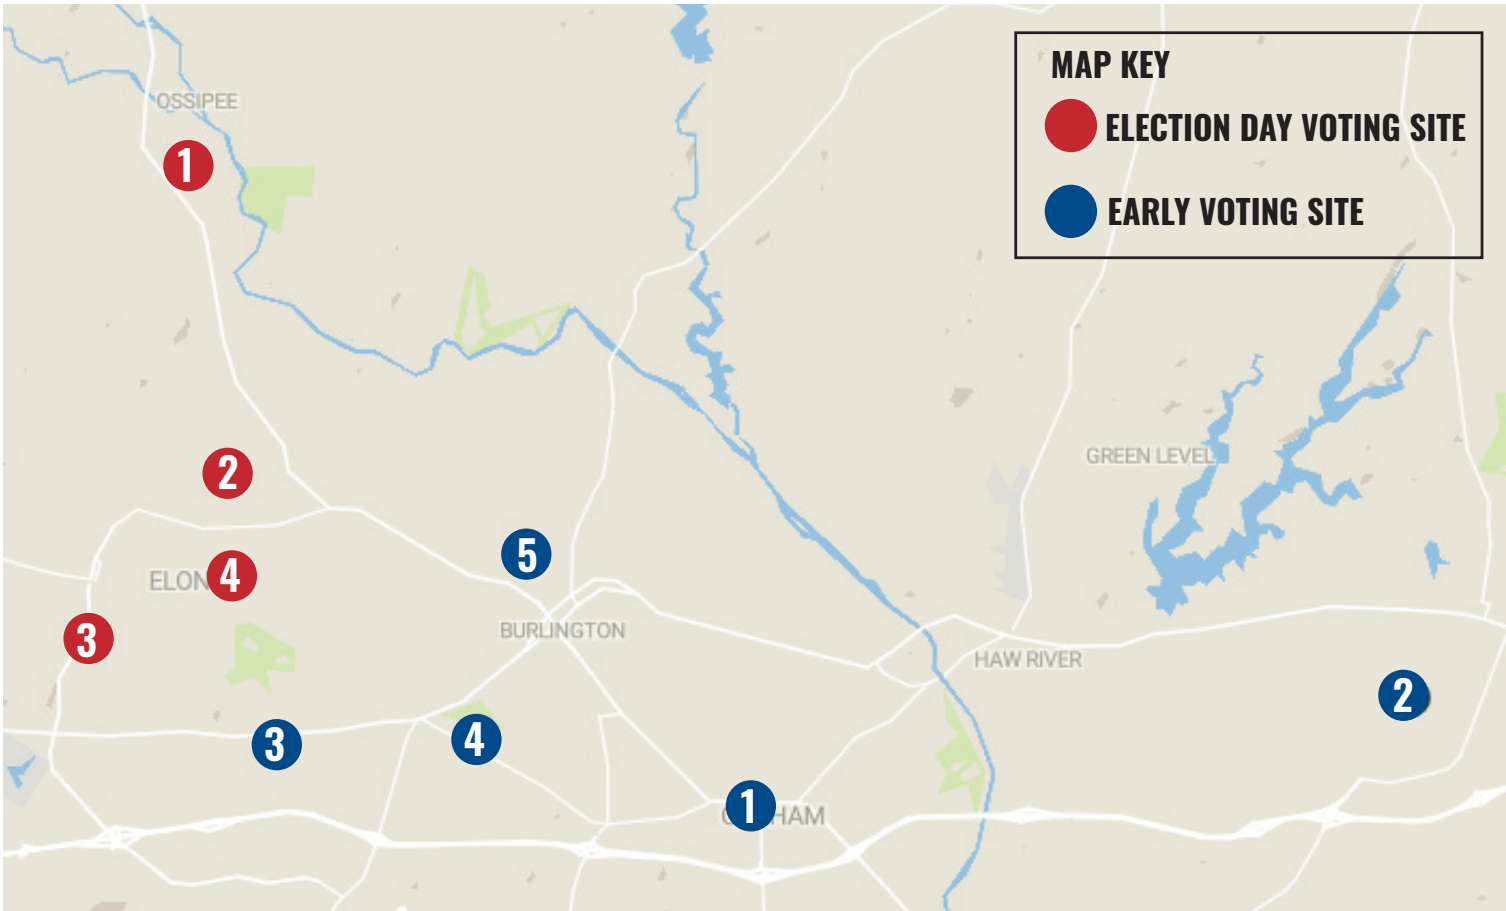 MAP KEY
ELECTION DAY VOTING SITE
EARLY VOTING SITE
OSSIPEE
1
GREEN LEVEL
2
5
ELON
4
BURLINGTON
3
HAW RIVER
2
3
4
1
HAM